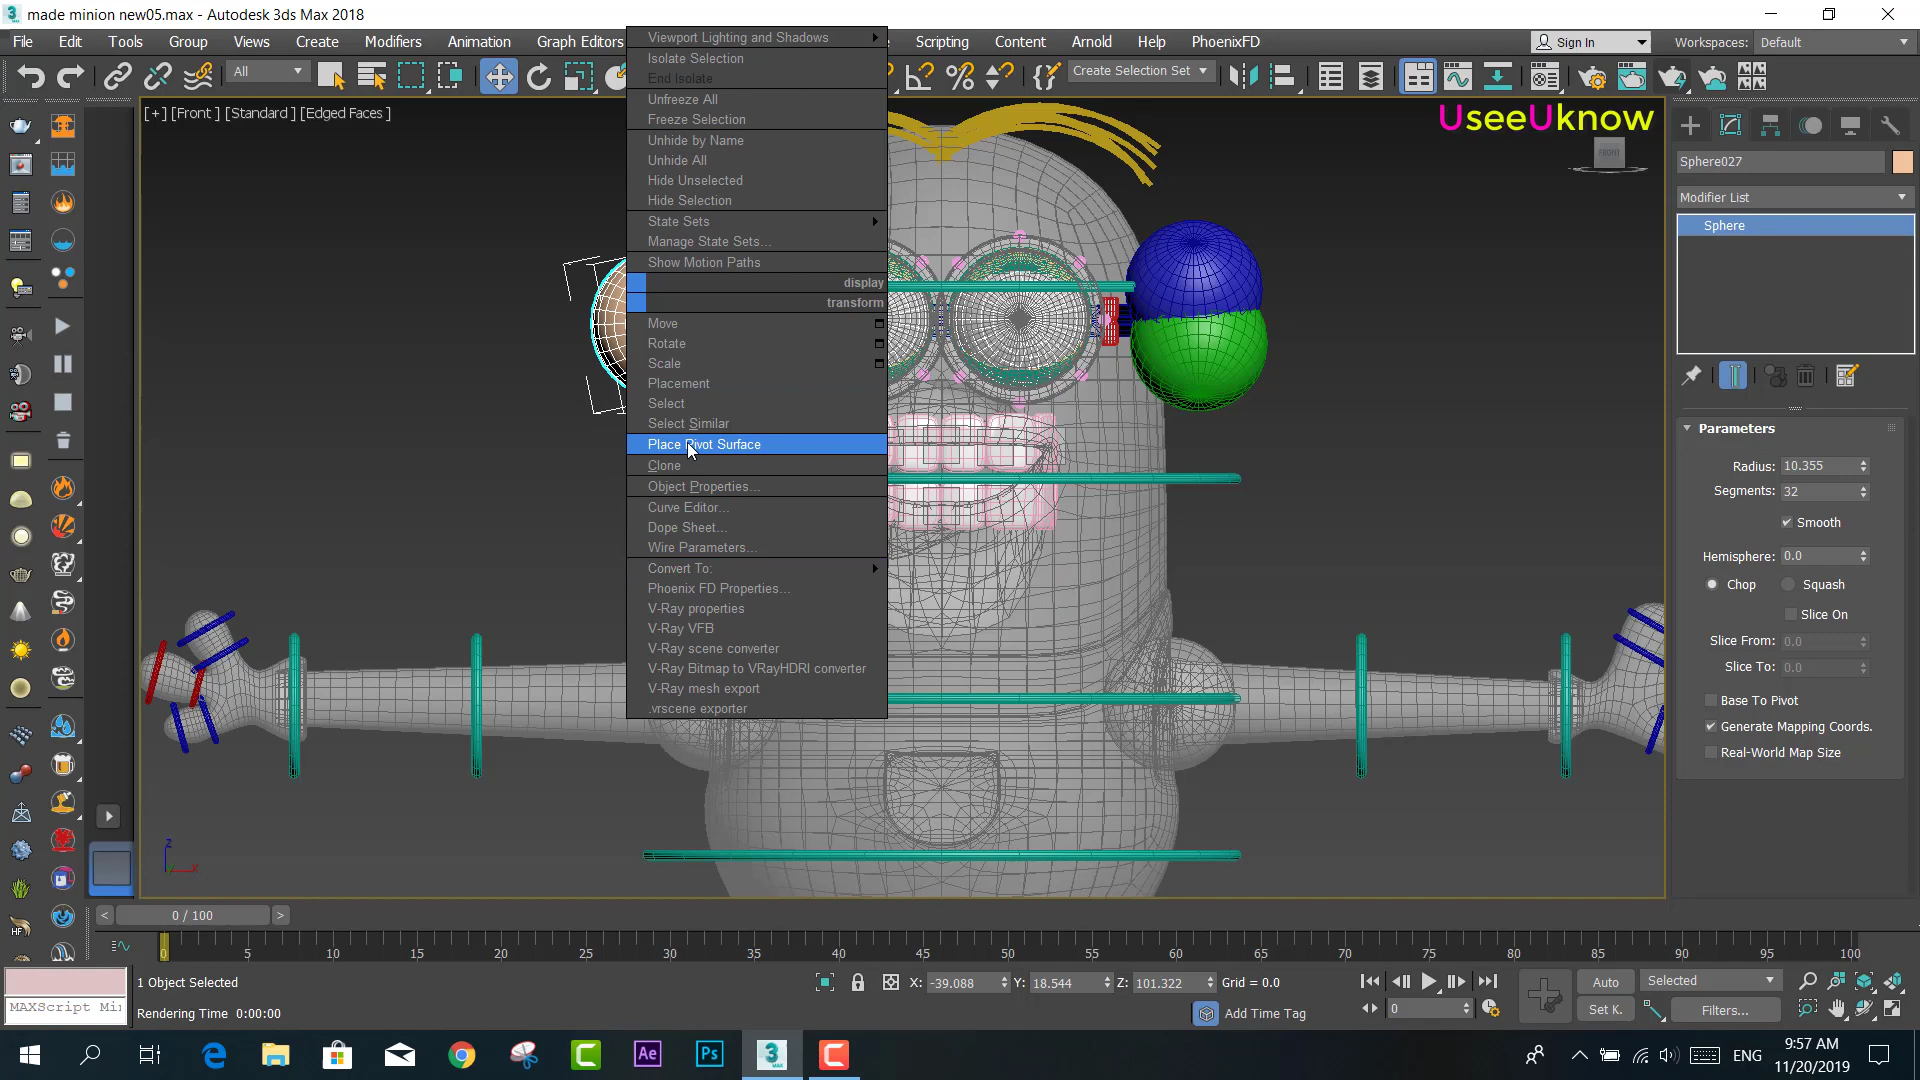 made minion new05.max - Autodesk 3ds Max 2018
File Edit Tools Group Views Create Modifiers Animation Graph Editors Scripting Content Arnold Help PhoenixFD Sign In Workspaces: Default
All Create Selection Set
[+] [Front] [Standard] [Edged Faces]
UseeUknow
FRONT
Viewport Lighting and Shadows
Isolate Selection
End Isolate
Unfreeze All
Freeze Selection
Unhide by Name
Unhide All
Hide Unselected
Hide Selection
State Sets
Manage State Sets...
Show Motion Paths
display
transform
Move
Rotate
Scale
Placement
Select
Select Similar
Place Pivot Surface
Clone
Object Properties...
Curve Editor...
Dope Sheet...
Wire Parameters...
Convert To:
Phoenix FD Properties...
V-Ray properties
V-Ray VFB
V-Ray scene converter
V-Ray Bitmap to VRayHDRI converter
V-Ray mesh export
.vrscene exporter
Sphere027
Modifier List
Sphere
Parameters
Radius: 10.355
Segments: 32
Smooth
Hemisphere: 0.0
Chop Squash
Slice On
Slice From: 0.0
Slice To: 0.0
Base To Pivot
Generate Mapping Coords.
Real-World Map Size
z
x
HF
< 0 / 100 >
0 5 10 15 20 25 30 35 40 45 50 55 60 65 70 75 80 85 90 95 100
1 Object Selected X: -39.088 Y: 18.544 Z: 101.322 Grid = 0.0 Auto Selected
MAXScript Mi
Rendering Time 0:00:00 Add Time Tag 0 Set K. Filters...
Ae Ps 3 MAX ENG
9:57 AM
11/20/2019